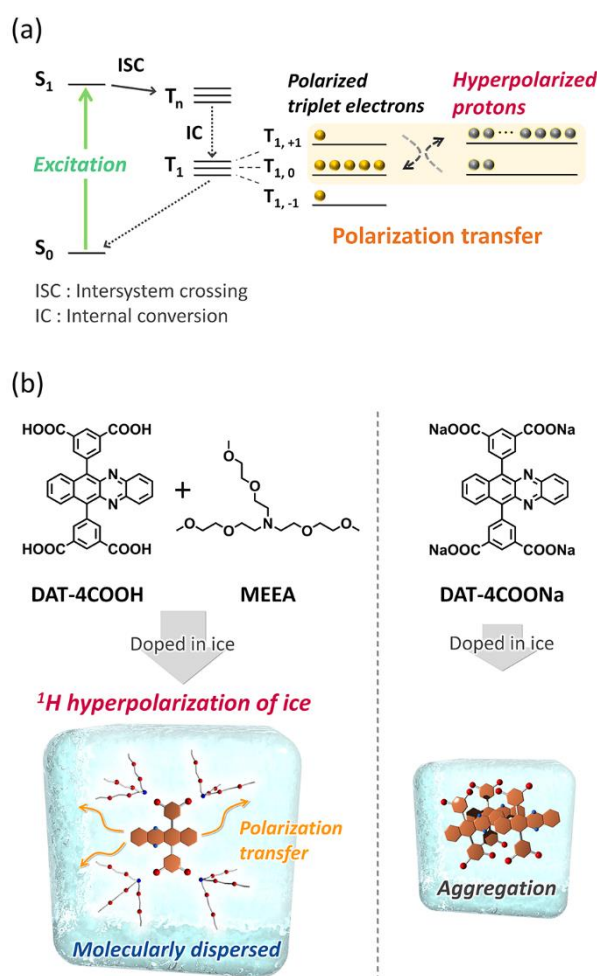 (a)
S1
ISC
Tn
IC
T1
Excitation
S0
Polarized
triplet electrons
Hyperpolarized
protons
T1,+1
T1,0
T1,-1
...
Polarization transfer
ISC : Intersystem crossing
IC : Internal conversion
(b)
HOOC COOH
N
N
HOOC COOH
DAT-4COOH
+
O
O
O O N O O
MEEA
NaOOC COONa
N
N
NaOOC COONa
DAT-4COONa
Doped in ice
Doped in ice
1H hyperpolarization of ice
Polarization
transfer
Molecularly dispersed
Aggregation